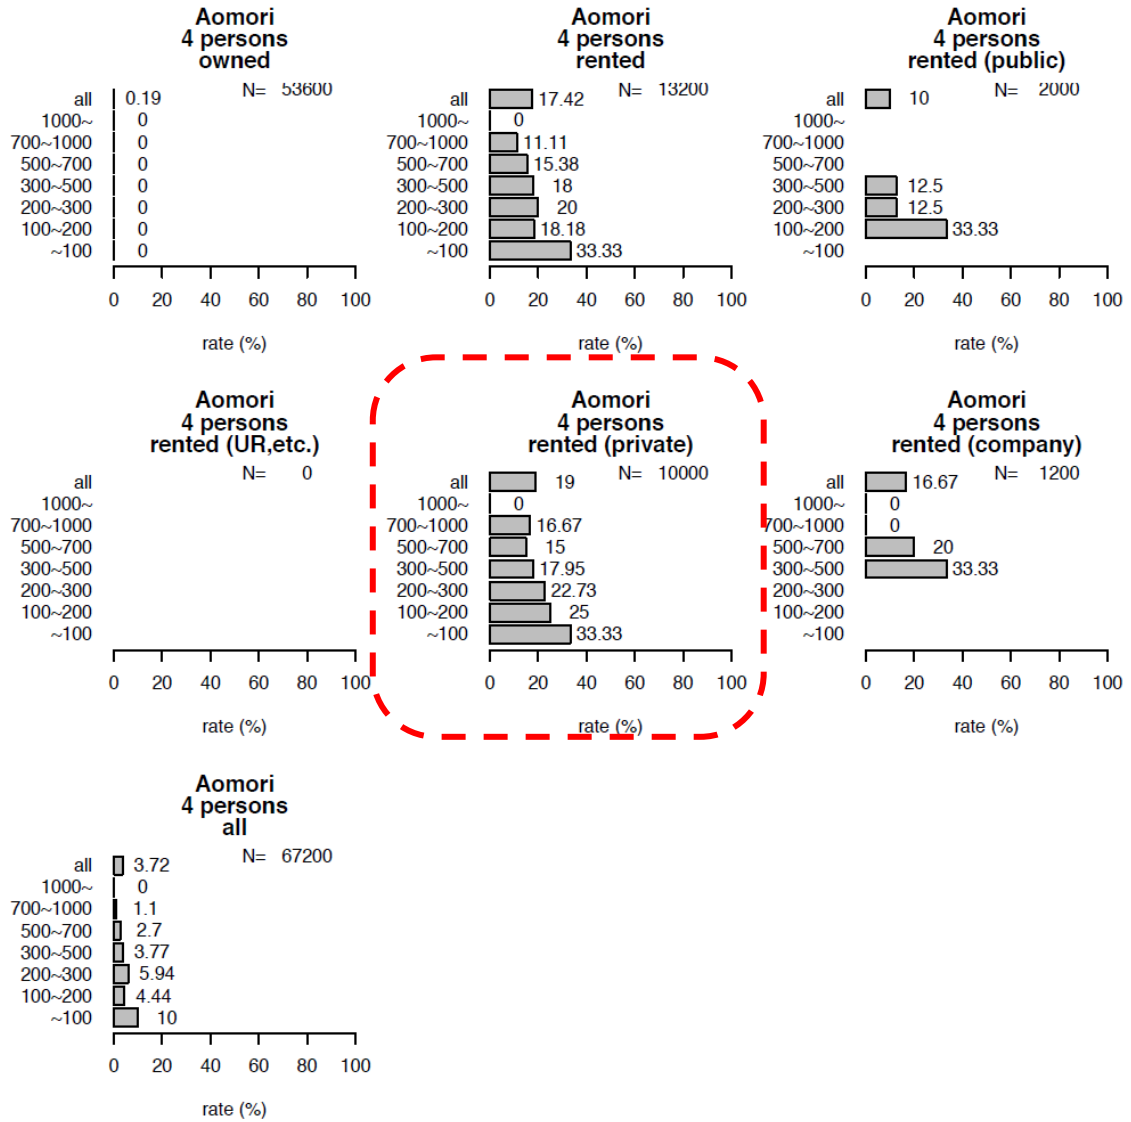 Aomori
4 persons
owned
N= 53600
all 0.19
1000~ 0
700~1000 0
500~700 0
300~500 0
200~300 0
100~200 0
~100 0
0 20 40 60 80 100
rate (%)
Aomori
4 persons
rented
N= 13200
all 17.42
1000~ 0
700~1000 11.11
500~700 15.38
300~500 18
200~300 20
100~200 18.18
~100 33.33
0 20 40 60 80 100
rate (%)
Aomori
4 persons
rented (public)
N= 2000
all 10
1000~
700~1000
500~700
300~500 12.5
200~300 12.5
100~200 33.33
~100
0 20 40 60 80 100
rate (%)
Aomori
4 persons
rented (UR,etc.)
N= 0
all
1000~
700~1000
500~700
300~500
200~300
100~200
~100
0 20 40 60 80 100
rate (%)
Aomori
4 persons
rented (private)
N= 10000
all 19
1000~ 0
700~1000 16.67
500~700 15
300~500 17.95
200~300 22.73
100~200 25
~100 33.33
0 20 40 60 80 100
rate (%)
Aomori
4 persons
rented (company)
N= 1200
all 16.67
1000~ 0
700~1000 0
500~700 20
300~500 33.33
200~300
100~200
~100
0 20 40 60 80 100
rate (%)
Aomori
4 persons
all
N= 67200
all 3.72
1000~ 0
700~1000 1.1
500~700 2.7
300~500 3.77
200~300 5.94
100~200 4.44
~100 10
0 20 40 60 80 100
rate (%)